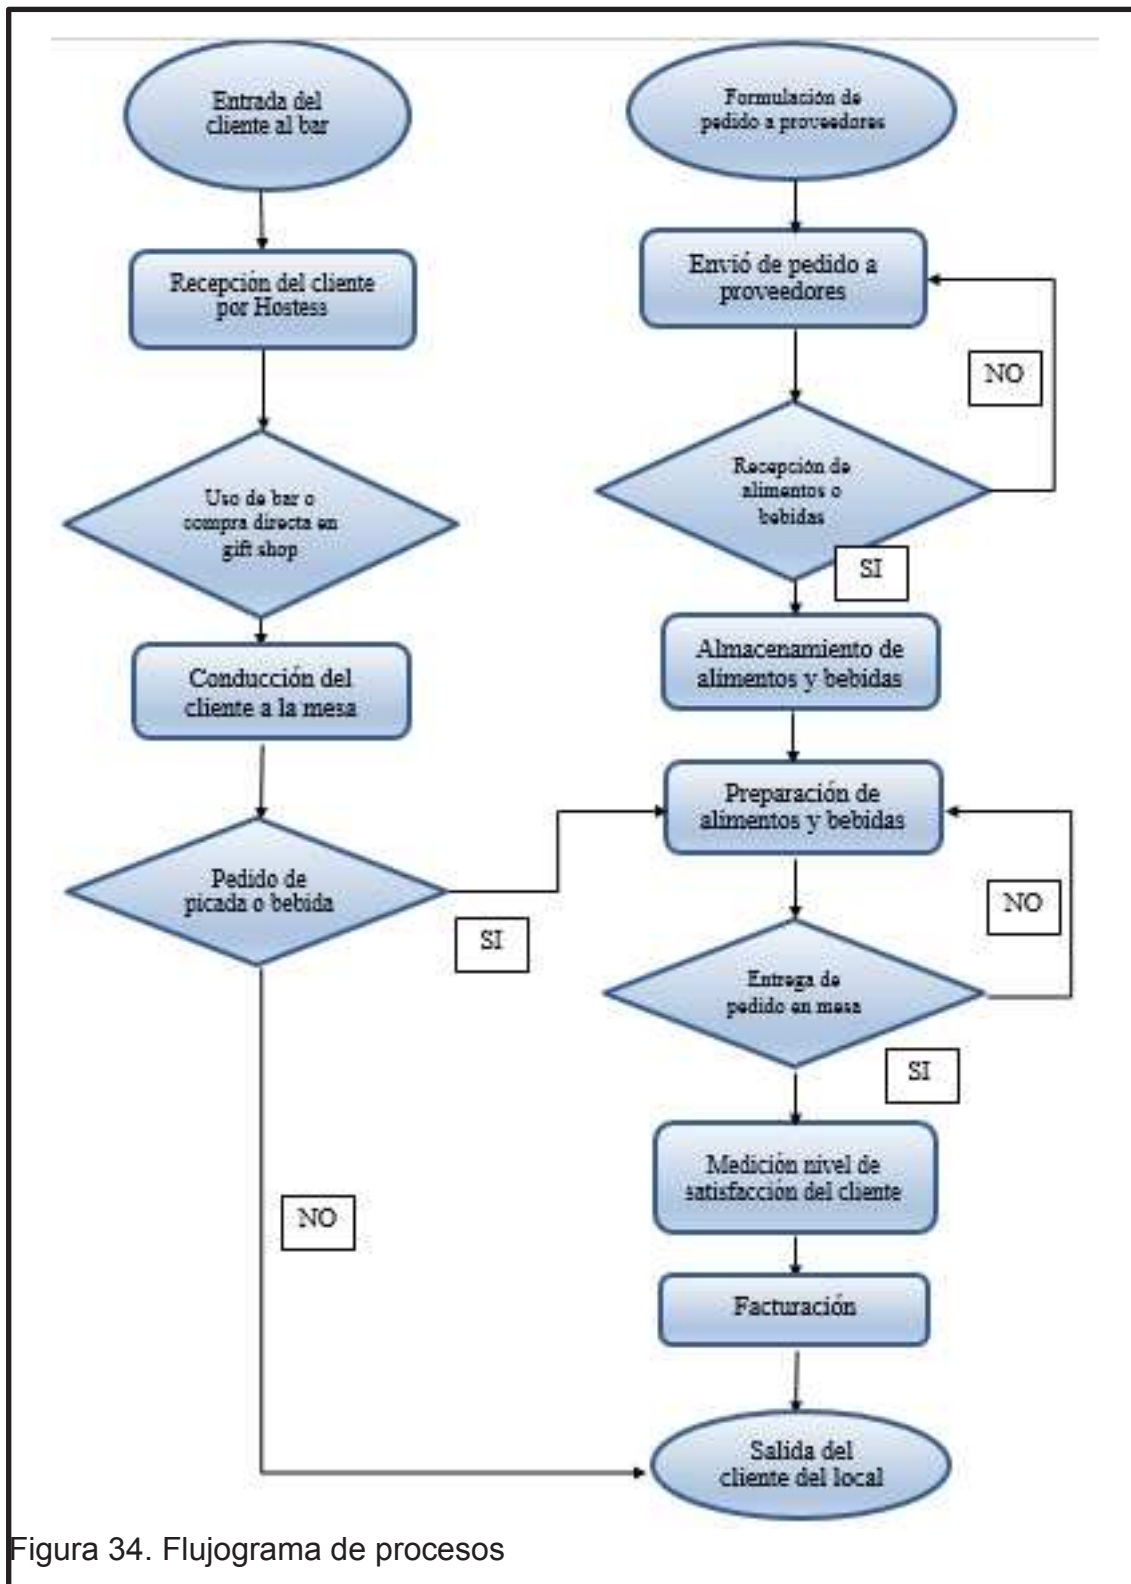 Entrada del
cliente al bar
Recepción del cliente
por Hostess
Uso de bar o
compra directa en
gift shop
Conducción del
cliente a la mesa
Pedido de
picada o bebida
SI
NO
Formulación de
pedido a proveedores
Envió de pedido a
proveedores
NO
Recepción de
alimentos o
bebidas
SI
Almacenamiento de
alimentos y bebidas
Preparación de
alimentos y bebidas
NO
Entrega de
pedido en mesa
SI
Medición nivel de
satisfacción del cliente
Facturación
Salida del
cliente del local
Figura 34. Flujograma de procesos